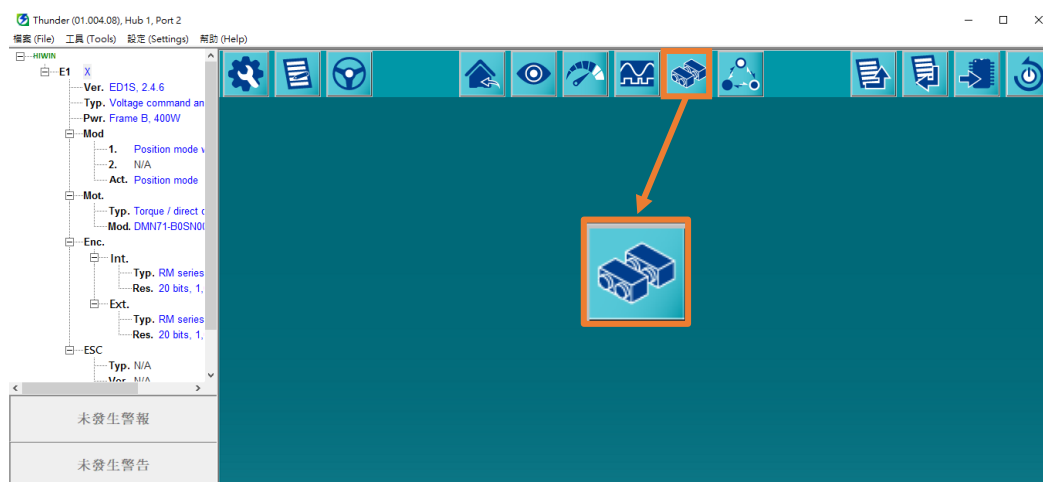 Thunder (01.004.08), Hub 1, Port 2
檔案 (File) 工具 (Tools) 設定 (Settings) 幫助 (Help)
HIWIN
E1 X
Ver. ED1S, 2.4.6
Typ. Voltage command an
Pwr. Frame B, 400W
Mod
1. Position mode
2. N/A
Act. Position mode
Mot.
Typ. Torque / direct
Mod. DMN71-B0SN0
Enc.
Int.
Typ. RM series
Res. 20 bits, 1,
Ext.
Typ. RM series
Res. 20 bits, 1,
ESC
Typ. N/A
Ver. N/A
未發生警報
未發生警告